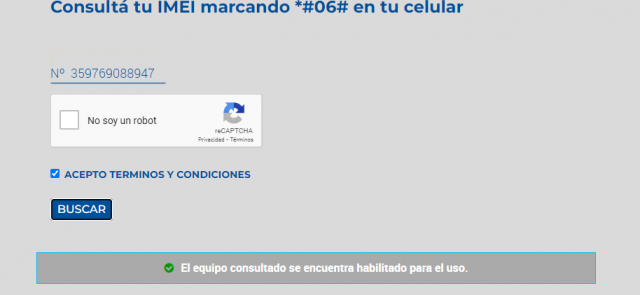 Consultá tu IMEI marcando *#06# en tu celular
Nº 359769088947
No soy un robot
reCAPTCHA
Privacidad - Términos
ACEPTO TERMINOS Y CONDICIONES
BUSCAR
El equipo consultado se encuentra habilitado para el uso.